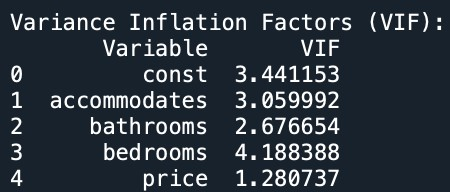 Variance Inflation Factors (VIF):
Variable VIF
0 const 3.441153
1 accommodates 3.059992
2 bathrooms 2.676654
3 bedrooms 4.188388
4 price 1.280737